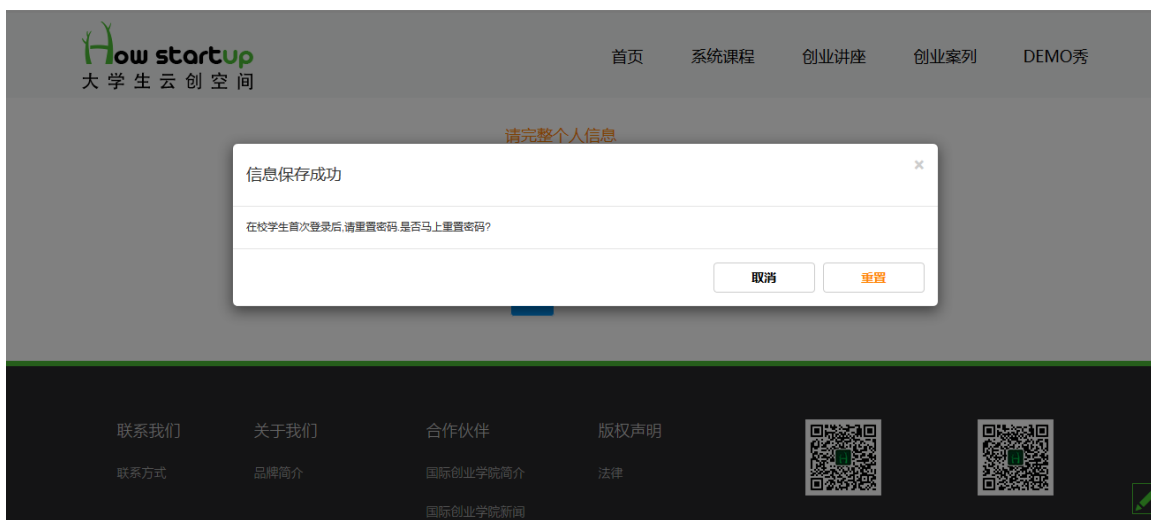 How startup
大学生云创空间
首页 系统课程 创业讲座 创业案列 DEMO秀
请完整个人信息
信息保存成功
×
在校学生首次登录后,请重置密码.是否马上重置密码?
取消 重置
联系我们 关于我们 合作伙伴 版权声明
联系方式 品牌简介 国际创业学院简介 法律
国际创业学院新闻